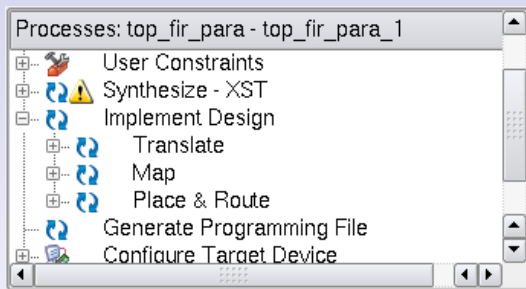 Processes: top_fir_para - top_fir_para_1
User Constraints
Synthesize - XST
Implement Design
Translate
Map
Place & Route
Generate Programming File
Configure Target Device